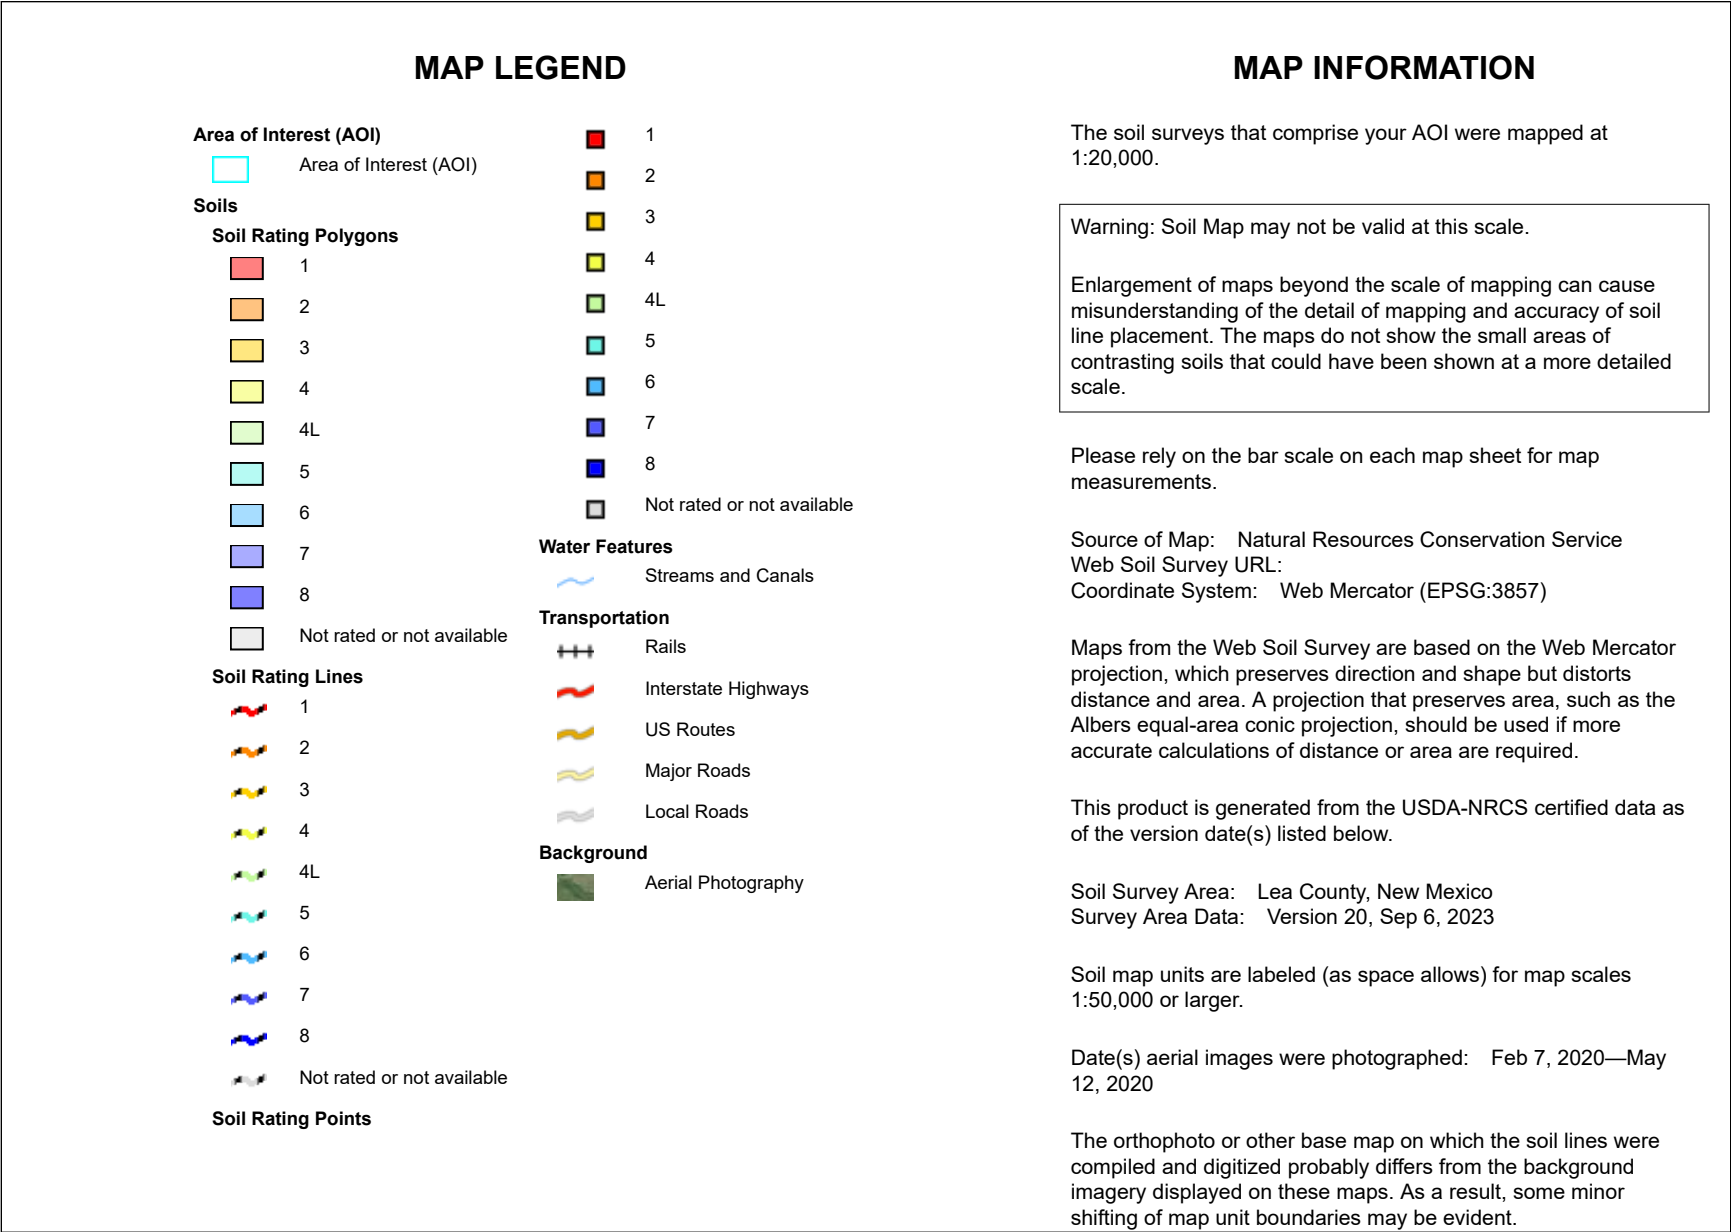 MAP LEGEND
Area of Interest (AOI)
Area of Interest (AOI)
Soils
Soil Rating Polygons
1
2
3
4
4L
5
6
7
8
Not rated or not available
Soil Rating Lines
1
2
3
4
4L
5
6
7
8
Not rated or not available
Soil Rating Points
1
2
3
4
4L
5
6
7
8
Not rated or not available
Water Features
Streams and Canals
Transportation
Rails
Interstate Highways
US Routes
Major Roads
Local Roads
Background
Aerial Photography
MAP INFORMATION
The soil surveys that comprise your AOI were mapped at
1:20,000.
Warning: Soil Map may not be valid at this scale.
Enlargement of maps beyond the scale of mapping can cause
misunderstanding of the detail of mapping and accuracy of soil
line placement. The maps do not show the small areas of
contrasting soils that could have been shown at a more detailed
scale.
Please rely on the bar scale on each map sheet for map
measurements.
Source of Map: Natural Resources Conservation Service
Web Soil Survey URL:
Coordinate System: Web Mercator (EPSG:3857)
Maps from the Web Soil Survey are based on the Web Mercator
projection, which preserves direction and shape but distorts
distance and area. A projection that preserves area, such as the
Albers equal-area conic projection, should be used if more
accurate calculations of distance or area are required.
This product is generated from the USDA-NRCS certified data as
of the version date(s) listed below.
Soil Survey Area: Lea County, New Mexico
Survey Area Data: Version 20, Sep 6, 2023
Soil map units are labeled (as space allows) for map scales
1:50,000 or larger.
Date(s) aerial images were photographed: Feb 7, 2020—May
12, 2020
The orthophoto or other base map on which the soil lines were
compiled and digitized probably differs from the background
imagery displayed on these maps. As a result, some minor
shifting of map unit boundaries may be evident.